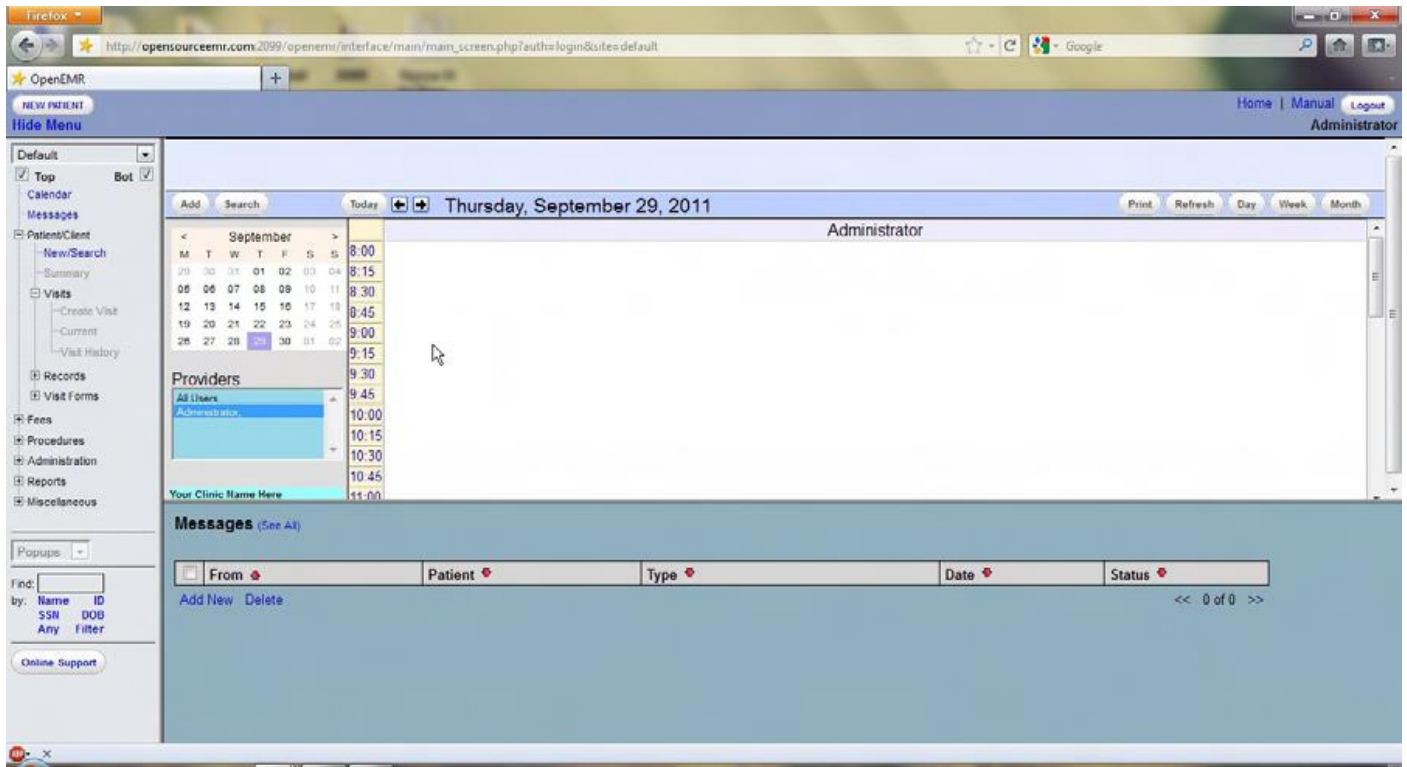 Firefox
http://opensourceemr.com:2099/openemr/interface/main/main_screen.php?auth=login&site=default
Google
OpenEMR
+
NEW PATIENT
Home | Manual Logout
Hide Menu
Administrator
Default
Top Bot
Calendar
Messages
Patient/Client
New/Search
Summary
Visits
Create Visit
Current
Visit History
Records
Visit Forms
Fees
Procedures
Administration
Reports
Miscellaneous
Popups
Find:
by: Name ID
SSN DOB
Any Filter
Online Support
Add Search Today Thursday, September 29, 2011 Print Refresh Day Week Month
< September >
M T W T F S S
29 30 31 01 02 03 04
05 06 07 08 09 10 11
12 13 14 15 16 17 18
19 20 21 22 23 24 25
26 27 28 29 30 01 02
Providers
All Users
Administrator,
Your Clinic Name Here
Administrator
8:00
8:15
8:30
8:45
9:00
9:15
9:30
9:45
10:00
10:15
10:30
10:45
11:00
Messages (See All)
From Patient Type Date Status
Add New Delete << 0 of 0 >>